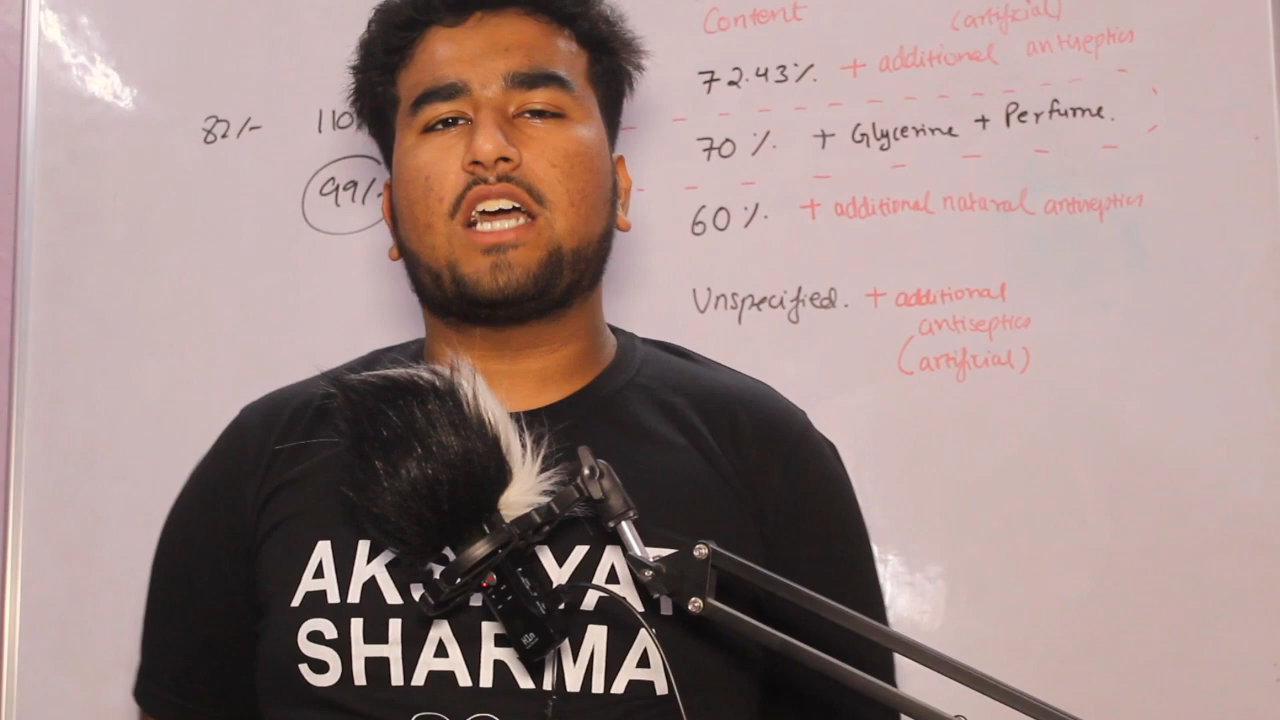 Content
(artificial)
72.43%. + additional antiseptics
82/- 110
70%. + Glycerine + Perfume.
99/-
60%. + additional natural antiseptics
Unspecified. + additional
antiseptics
(artificial)
SHARMA